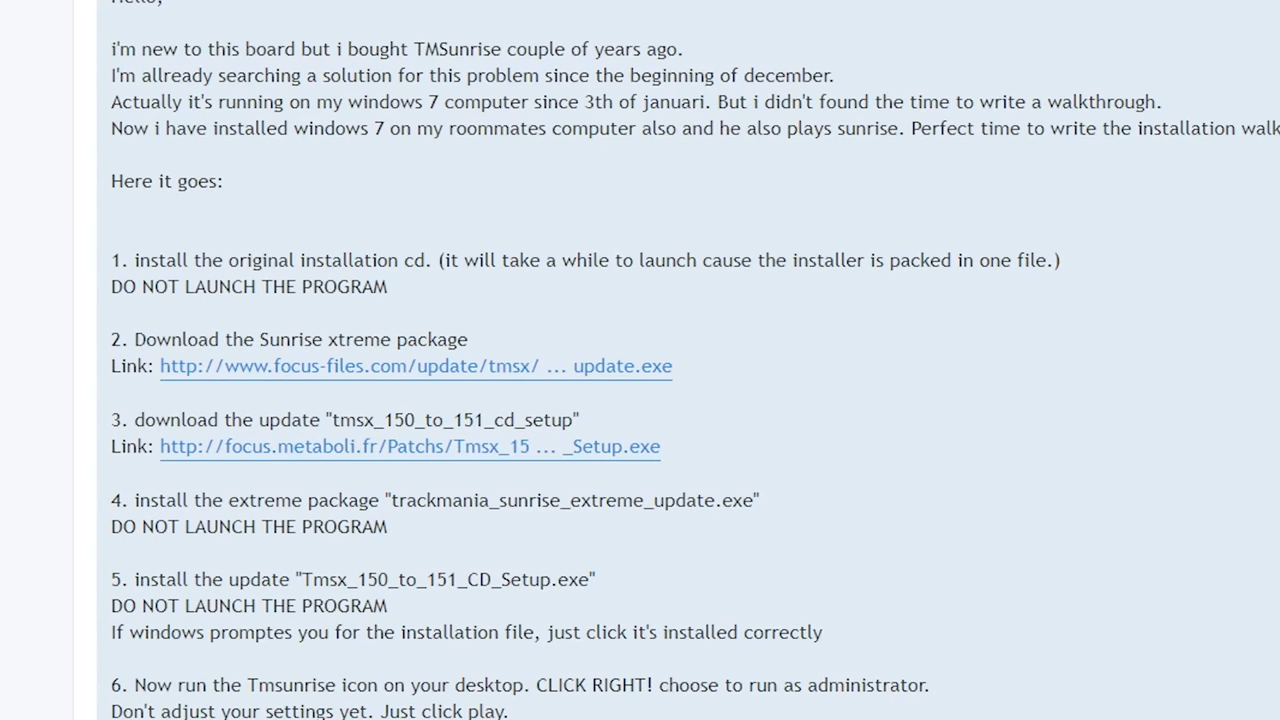 Hello,
i'm new to this board but i bought TMSunrise couple of years ago.
I'm allready searching a solution for this problem since the beginning of december.
Actually it's running on my windows 7 computer since 3th of januari. But i didn't found the time to write a walkthrough.
Now i have installed windows 7 on my roommates computer also and he also plays sunrise. Perfect time to write the installation walk
Here it goes:
1. install the original installation cd. (it will take a while to launch cause the installer is packed in one file.)
DO NOT LAUNCH THE PROGRAM
2. Download the Sunrise xtreme package
Link: http://www.focus-files.com/update/tmsx/ ... update.exe
3. download the update "tmsx_150_to_151_cd_setup"
Link: http://focus.metaboli.fr/Patchs/Tmsx_15 ... _Setup.exe
4. install the extreme package "trackmania_sunrise_extreme_update.exe"
DO NOT LAUNCH THE PROGRAM
5. install the update "Tmsx_150_to_151_CD_Setup.exe"
DO NOT LAUNCH THE PROGRAM
If windows promptes you for the installation file, just click it's installed correctly
6. Now run the Tmsunrise icon on your desktop. CLICK RIGHT! choose to run as administrator.
Don't adjust your settings yet. Just click play.